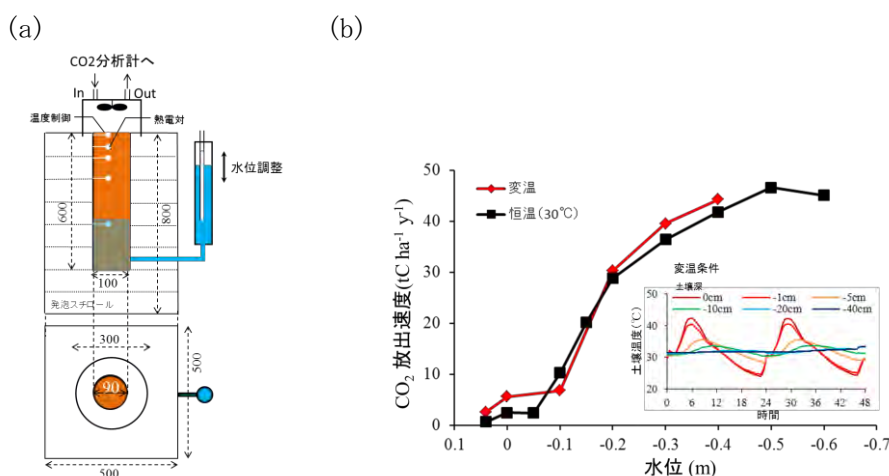 (a)
CO2分析計へ
In
Out
温度制御
熱電対
水位調整
600
800
100
発泡スチロール
300
500
90
500
(b)
CO2 放出速度(tC ha-1 y-1)
50
40
30
20
10
0
変温
恒温(30℃)
変温条件
土壌深
0cm
-1cm
-5cm
-10cm
-20cm
-40cm
土壌温度(℃)
50
40
30
20
0 6 12 18 24 30 36 42 48
時間
0.1 0 -0.1 -0.2 -0.3 -0.4 -0.5 -0.6 -0.7
水位 (m)